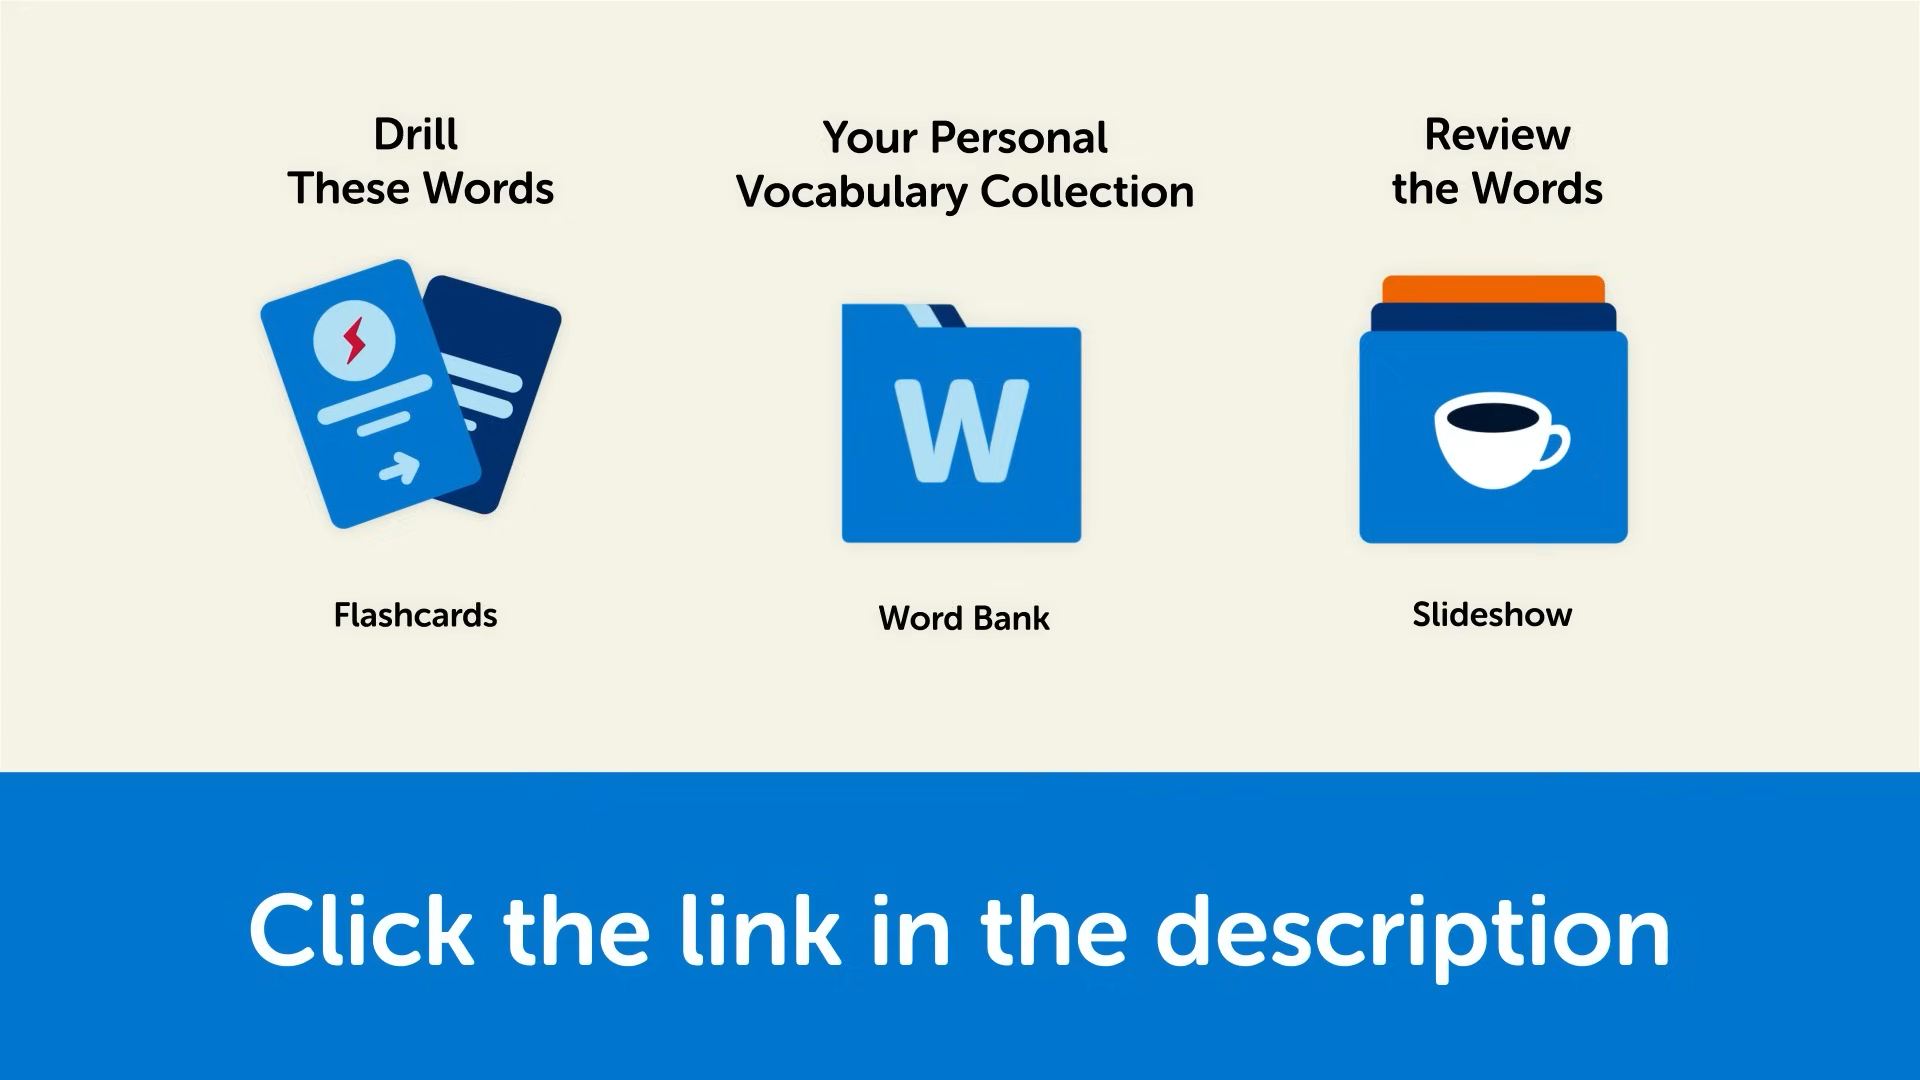 Drill
These Words
Your Personal
Vocabulary Collection
Review
the Words
W
Flashcards
Word Bank
Slideshow
Click the link in the description